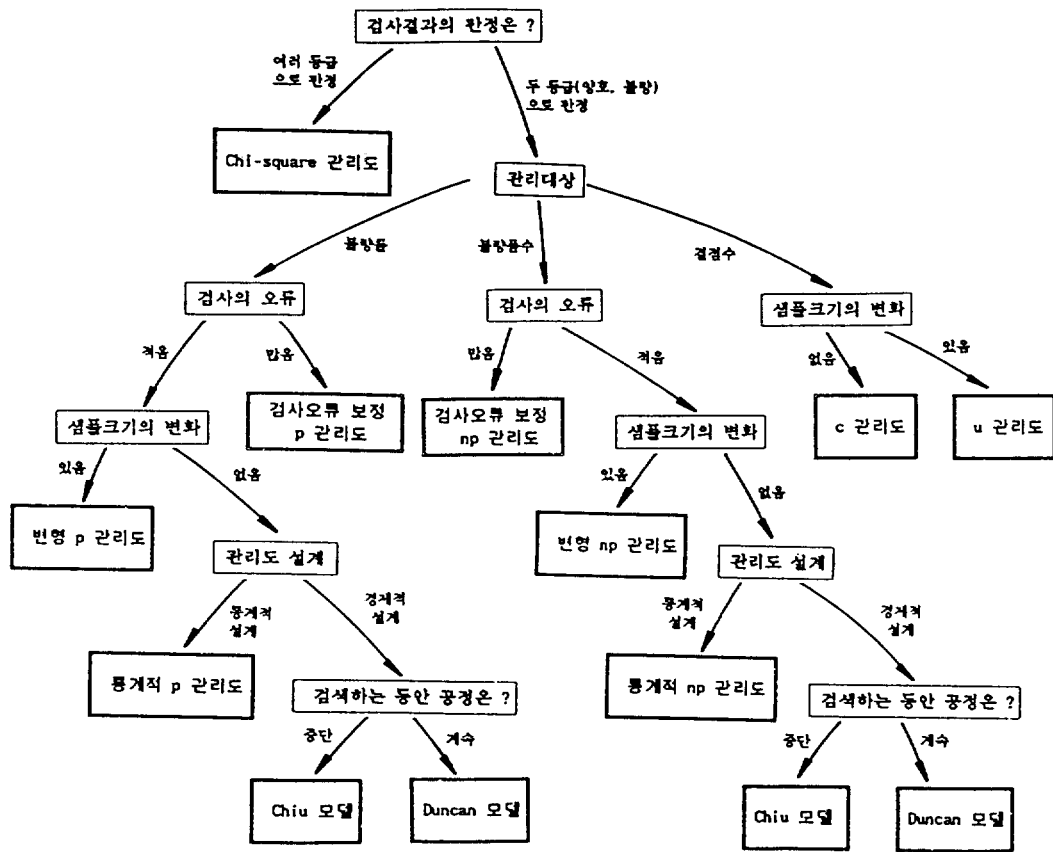 검사결과의 판정은 ?
여러 등급
으로 판정
두 등급(양호, 불량)
으로 판정
Chi-square 관리도
관리대상
불량률
불량품수
결점수
검사의 오류
검사의 오류
샘플크기의 변화
적음
많음
많음
적음
없음
있음
샘플크기의 변화
검사오류 보정
p 관리도
검사오류 보정
np 관리도
샘플크기의 변화
c 관리도
u 관리도
있음
없음
있음
없음
변형 p 관리도
관리도 설계
변형 np 관리도
관리도 설계
통계적
설계
경제적
설계
통계적
설계
경제적
설계
통계적 p 관리도
검색하는 동안 공정은 ?
통계적 np 관리도
검색하는 동안 공정은 ?
중단
계속
중단
계속
Chiu 모델
Duncan 모델
Chiu 모델
Duncan 모델